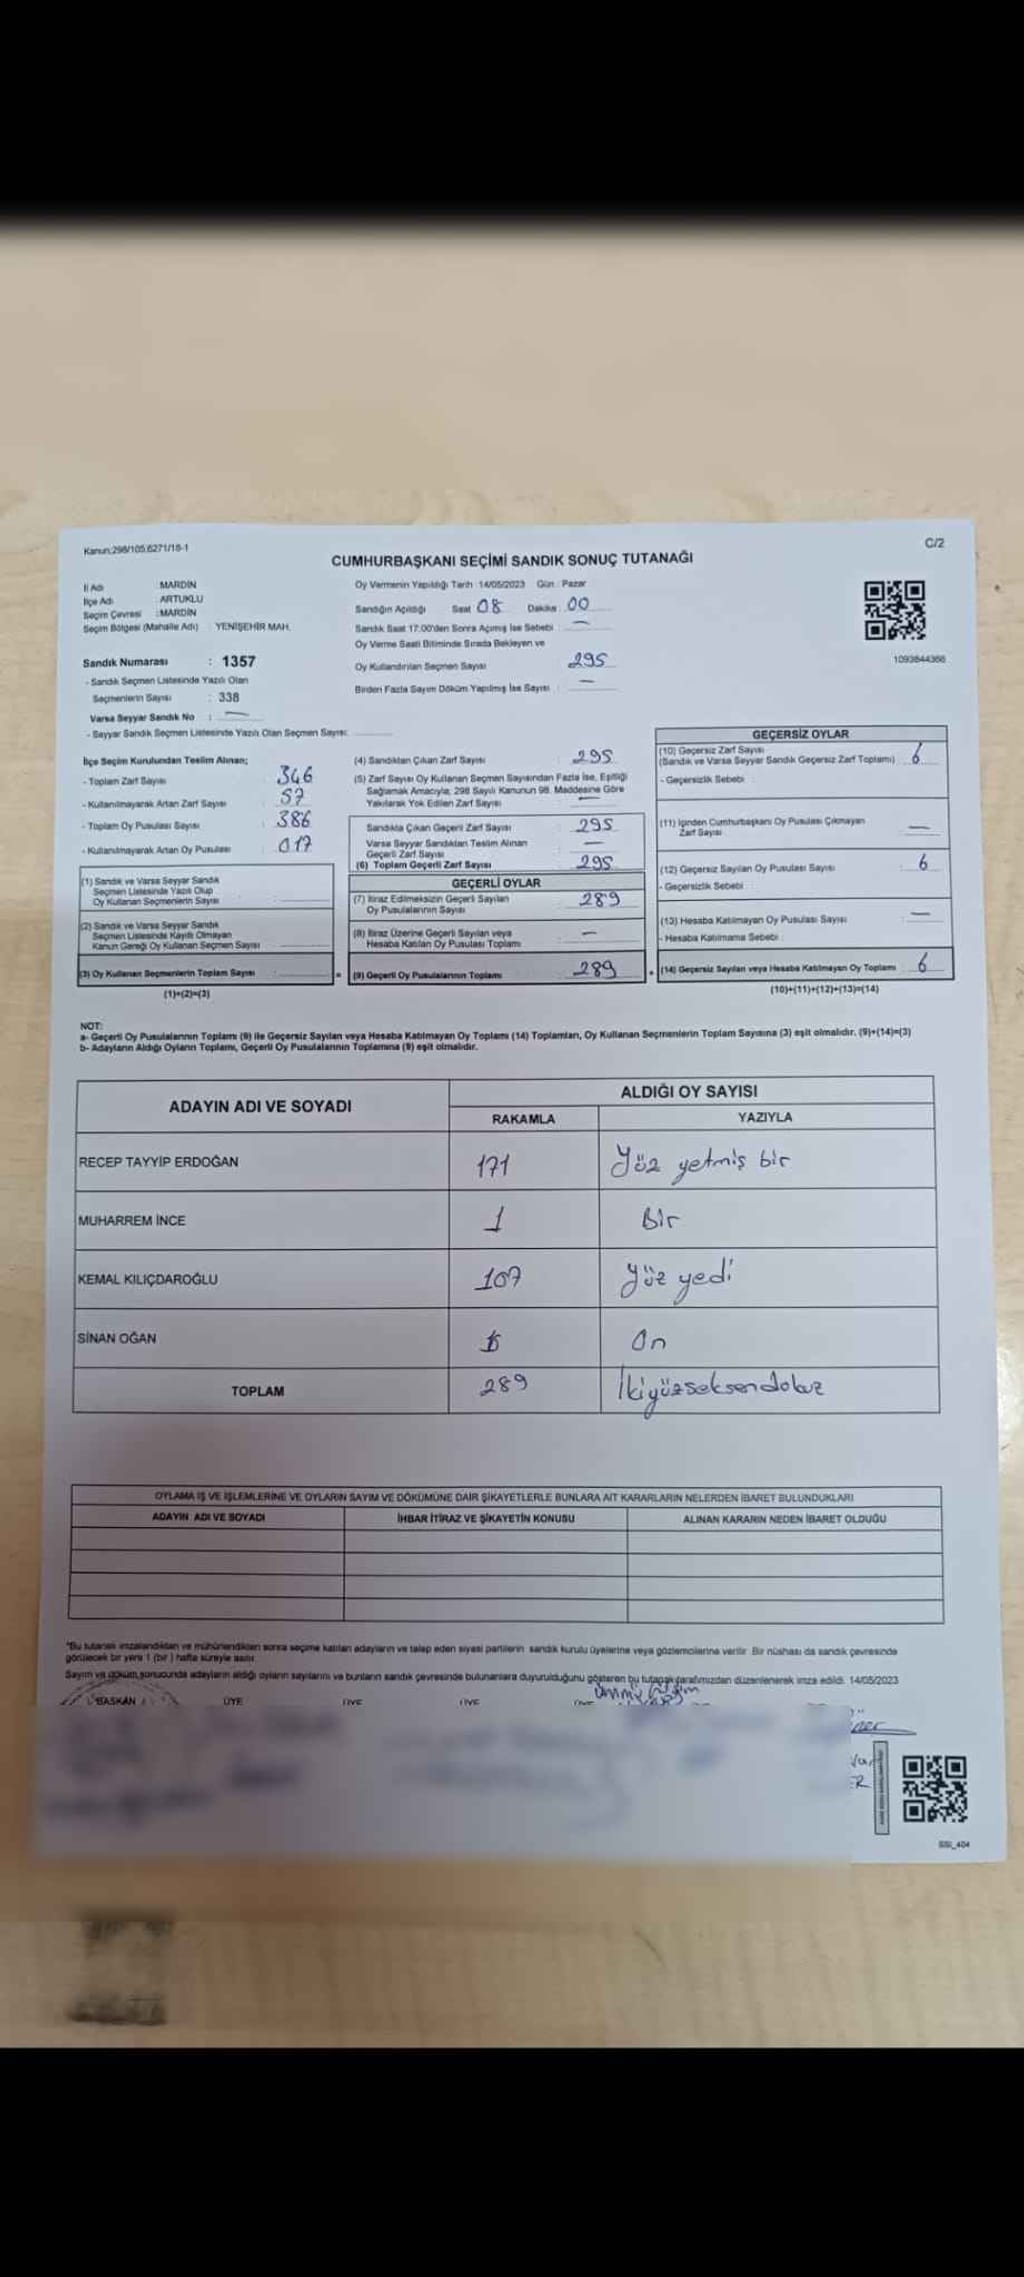 Kanun:298/105,6271/18-1
C/2
CUMHURBAŞKANI SEÇİMİ SANDIK SONUÇ TUTANAĞI
İl Adı : MARDİN
İlçe Adı : ARTUKLU
Seçim Çevresi : MARDİN
Seçim Bölgesi (Mahalle Adı) : YENİŞEHİR MAH.
Sandık Numarası : 1357
- Sandık Seçmen Listesinde Yazılı Olan
Seçmenlerin Sayısı : 338
Varsa Seyyar Sandık No : —
- Seyyar Sandık Seçmen Listesinde Yazılı Olan Seçmen Sayısı:
Oy Vermenin Yapıldığı Tarih : 14/05/2023 Gün : Pazar
Sandığın Açıldığı Saat 08 Dakika : 00
Sandık Saat 17:00'den Sonra Açılmış İse Sebebi : —
Oy Verme Saati Bitiminde Sırada Bekleyen ve
Oy Kullandırılan Seçmen Sayısı : 295
Birden Fazla Sayım Döküm Yapılmış İse Sayısı : —
1093844366
İlçe Seçim Kurulundan Teslim Alınan;
- Toplam Zarf Sayısı : 346
- Kullanılmayarak Artan Zarf Sayısı : 57
- Toplam Oy Pusulası Sayısı : 386
- Kullanılmayarak Artan Oy Pusulası : 017
(1) Sandık ve Varsa Seyyar Sandık
Seçmen Listesinde Yazılı Olup
Oy Kullanan Seçmenlerin Sayısı :
(2) Sandık ve Varsa Seyyar Sandık
Seçmen Listesinde Kayıtlı Olmayan
Kanun Gereği Oy Kullanan Seçmen Sayısı :
(3) Oy Kullanan Seçmenlerin Toplam Sayısı :
(1)+(2)=(3)
(4) Sandıktan Çıkan Zarf Sayısı : 295
(5) Zarf Sayısı Oy Kullanan Seçmen Sayısından Fazla İse, Eşitliği
Sağlamak Amacıyla; 298 Sayılı Kanunun 98. Maddesine Göre
Yakılarak Yok Edilen Zarf Sayısı : —
Sandıkta Çıkan Geçerli Zarf Sayısı : 295
Varsa Seyyar Sandıktan Teslim Alınan
Geçerli Zarf Sayısı : —
(6) Toplam Geçerli Zarf Sayısı : 295
GEÇERLİ OYLAR
(7) İtiraz Edilmeksizin Geçerli Sayılan
Oy Pusulalarının Sayısı : 289
(8) İtiraz Üzerine Geçerli Sayılan veya
Hesaba Katılan Oy Pusulası Toplamı : —
= (9) Geçerli Oy Pusulalarının Toplamı : 289
GEÇERSİZ OYLAR
(10) Geçersiz Zarf Sayısı
(Sandık ve Varsa Seyyar Sandık Geçersiz Zarf Toplamı) : 6
- Geçersizlik Sebebi :
(11) İçinden Cumhurbaşkanı Oy Pusulası Çıkmayan
Zarf Sayısı : —
(12) Geçersiz Sayılan Oy Pusulası Sayısı : 6
- Geçersizlik Sebebi :
(13) Hesaba Katılmayan Oy Pusulası Sayısı : —
- Hesaba Katılmama Sebebi :
+ (14) Geçersiz Sayılan veya Hesaba Katılmayan Oy Toplamı : 6
(10)+(11)+(12)+(13)=(14)
NOT:
a- Geçerli Oy Pusulalarının Toplamı (9) ile Geçersiz Sayılan veya Hesaba Katılmayan Oy Toplamı (14) Toplamları, Oy Kullanan Seçmenlerin Toplam Sayısına (3) eşit olmalıdır. (9)+(14)=(3)
b- Adayların Aldığı Oyların Toplamı, Geçerli Oy Pusulalarının Toplamına (9) eşit olmalıdır.
ADAYIN ADI VE SOYADI
ALDIĞI OY SAYISI
RAKAMLA YAZIYLA
RECEP TAYYİP ERDOĞAN 171 Yüz yetmiş bir
MUHARREM İNCE 1 Bir
KEMAL KILIÇDAROĞLU 107 Yüz yedi
SİNAN OĞAN On
TOPLAM 289 İkiyüzseksendokuz
OYLAMA İŞ VE İŞLEMLERİNE VE OYLARIN SAYIM VE DÖKÜMÜNE DAİR ŞİKAYETLERLE BUNLARA AİT KARARLARIN NELERDEN İBARET BULUNDUKLARI
ADAYIN ADI VE SOYADI İHBAR İTİRAZ VE ŞİKAYETİN KONUSU ALINAN KARARIN NEDEN İBARET OLDUĞU
*Bu tutanak imzalandıktan ve mühürlendikten sonra seçime katılan adayların ve talep eden siyasi partilerin sandık kurulu üyelerine veya gözlemcilerine verilir. Bir nüshası da sandık çevresinde
görülecek bir yere 1 (bir) hafta süreyle asılır.
Sayım ve döküm sonucunda adayların aldığı oyların sayılarını ve bunların sandık çevresinde bulunanlara duyurulduğunu gösteren bu tutanak tarafımızdan düzenlenerek imza edildi. 14/05/2023
BAŞKAN ÜYE ÜYE ÜYE ÜYE
SSI_404